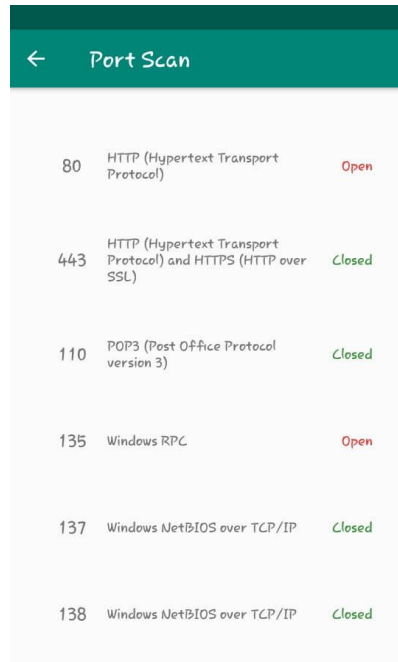 Port Scan
80 HTTP (Hypertext Transport
Protocol) Open
HTTP (Hypertext Transport
443 Protocol) and HTTPS (HTTP over Closed
SSL)
110 POP3 (Post Office Protocol
version 3) Closed
135 Windows RPC Open
137 Windows NetBIOS over TCP/IP Closed
138 Windows NetBIOS over TCP/IP Closed